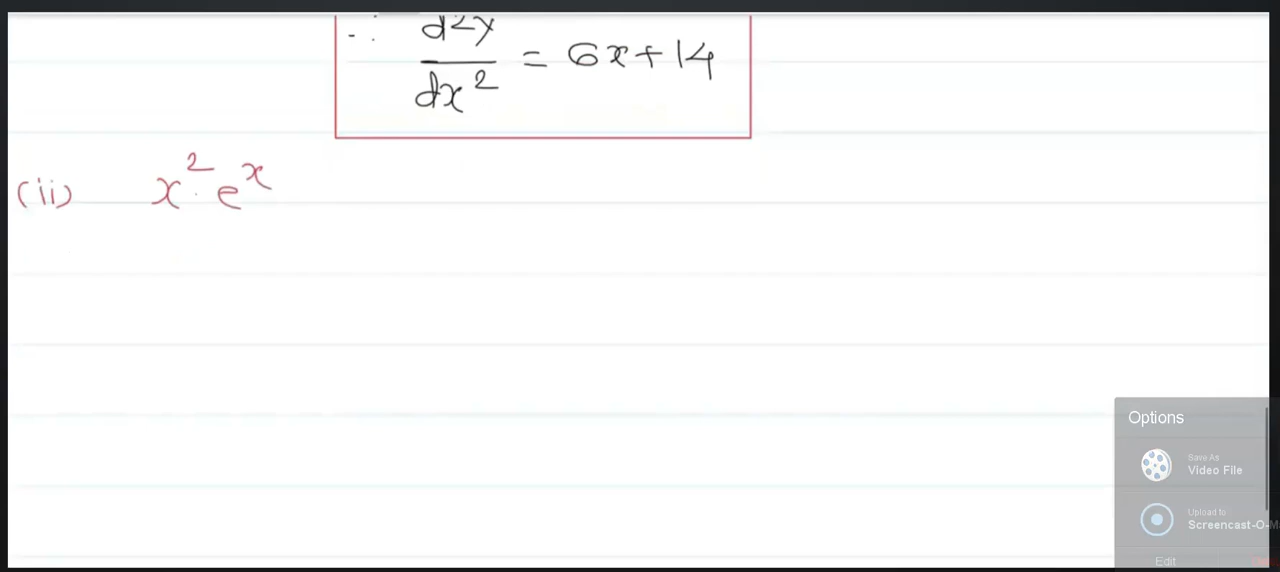 ∴ d²y/dx² = 6x+14
(ii) x²·eˣ
Options
Save As
Video File
Upload to
Screencast-O-M
Edit